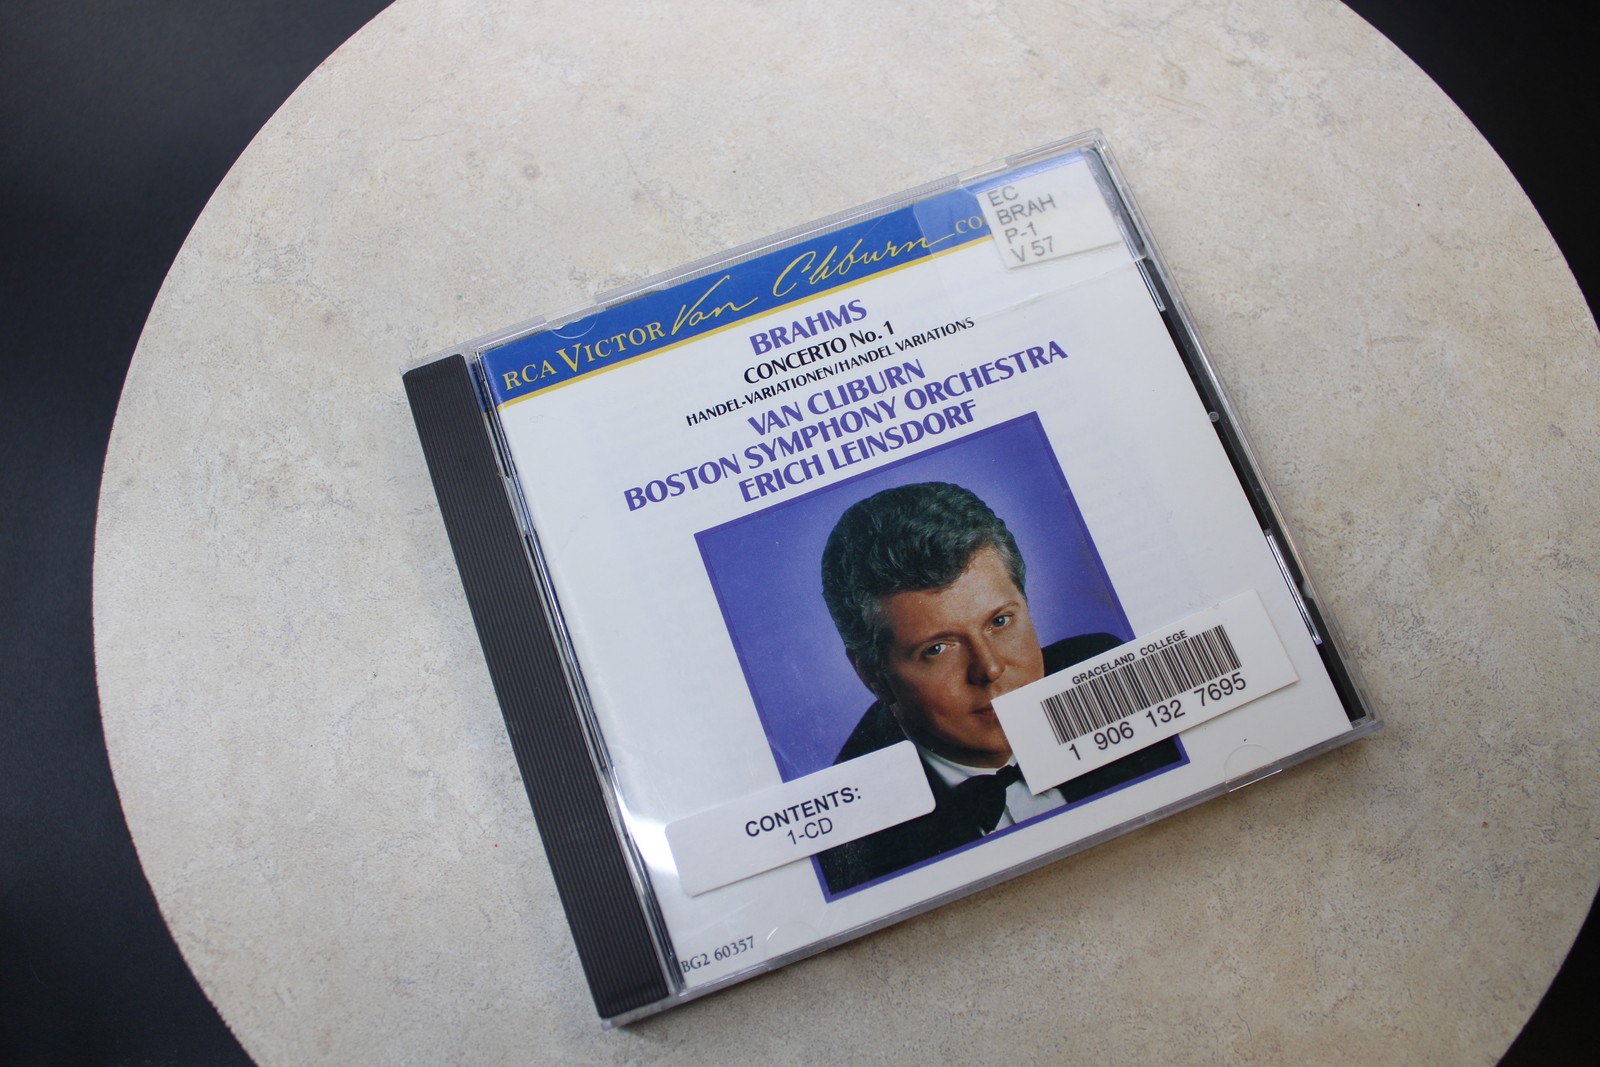 EC
BRAH
P-1
V 57
RCA VICTOR Van Cliburn CO
BRAHMS
CONCERTO No. 1
HANDEL-VARIATIONEN/HANDEL VARIATIONS
VAN CLIBURN
BOSTON SYMPHONY ORCHESTRA
ERICH LEINSDORF
GRACELAND COLLEGE
1 906 132 7695
CONTENTS:
1-CD
BG2 60357